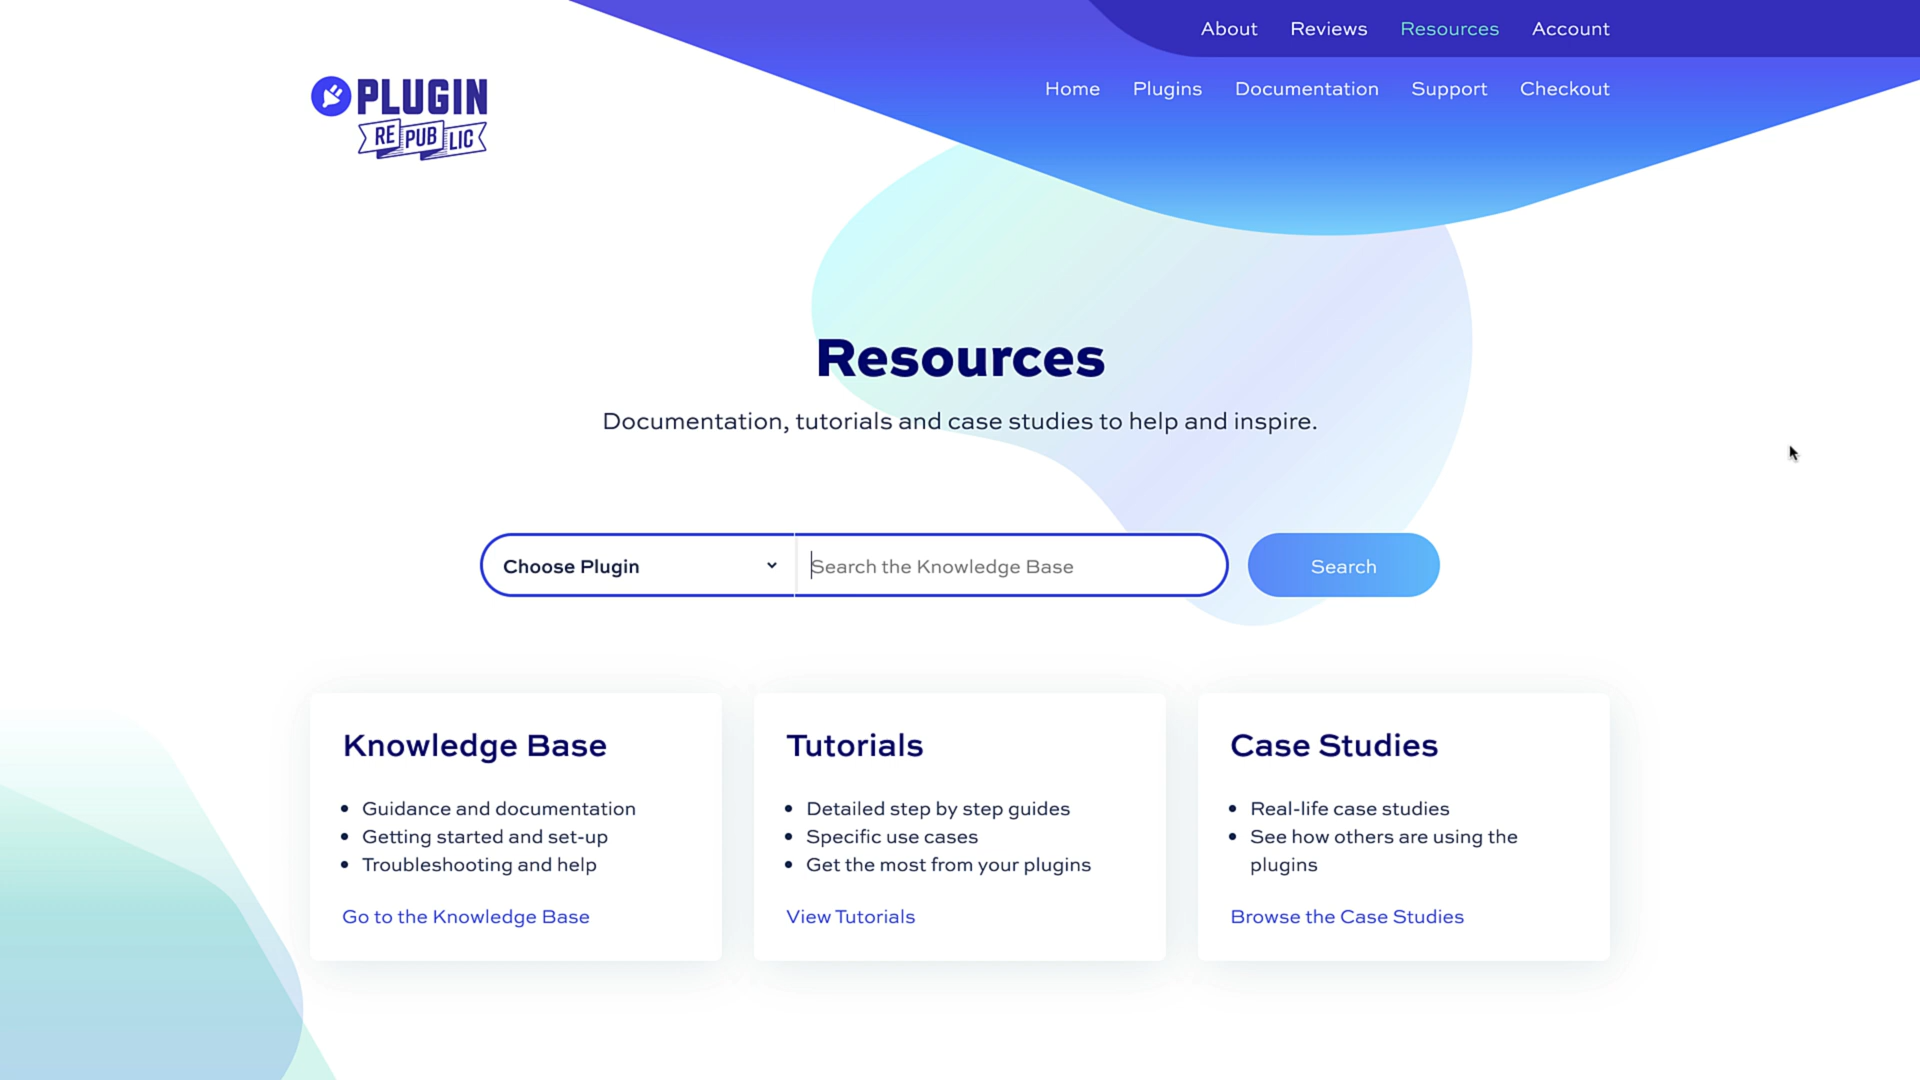 About Reviews Resources Account
PLUGIN
REPUBLIC
Home Plugins Documentation Support Checkout
Resources
Documentation, tutorials and case studies to help and inspire.
Choose Plugin Search the Knowledge Base Search
Knowledge Base
Guidance and documentation
Getting started and set-up
Troubleshooting and help
Go to the Knowledge Base
Tutorials
Detailed step by step guides
Specific use cases
Get the most from your plugins
View Tutorials
Case Studies
Real-life case studies
See how others are using the
plugins
Browse the Case Studies